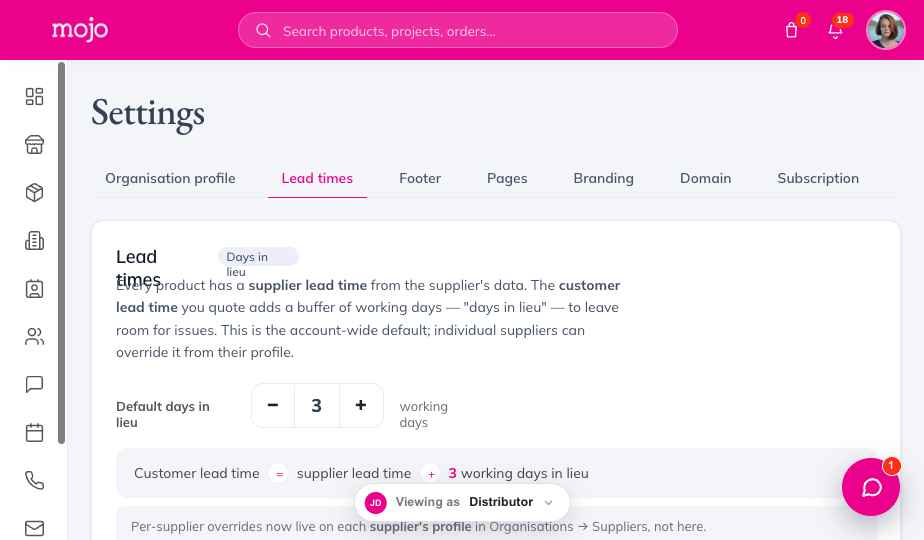 mojo
Search products, projects, orders...
0
18
Settings
Organisation profile
Lead times
Footer
Pages
Branding
Domain
Subscription
Lead times
Days in lieu
Every product has a supplier lead time from the supplier's data. The customer
lead time you quote adds a buffer of working days — "days in lieu" — to leave
room for issues. This is the account-wide default; individual suppliers can
override it from their profile.
Default days in lieu
− 3 +
working days
Customer lead time = supplier lead time + 3 working days in lieu
1
JD Viewing as Distributor
Per-supplier overrides now live on each supplier's profile in Organisations → Suppliers, not here.